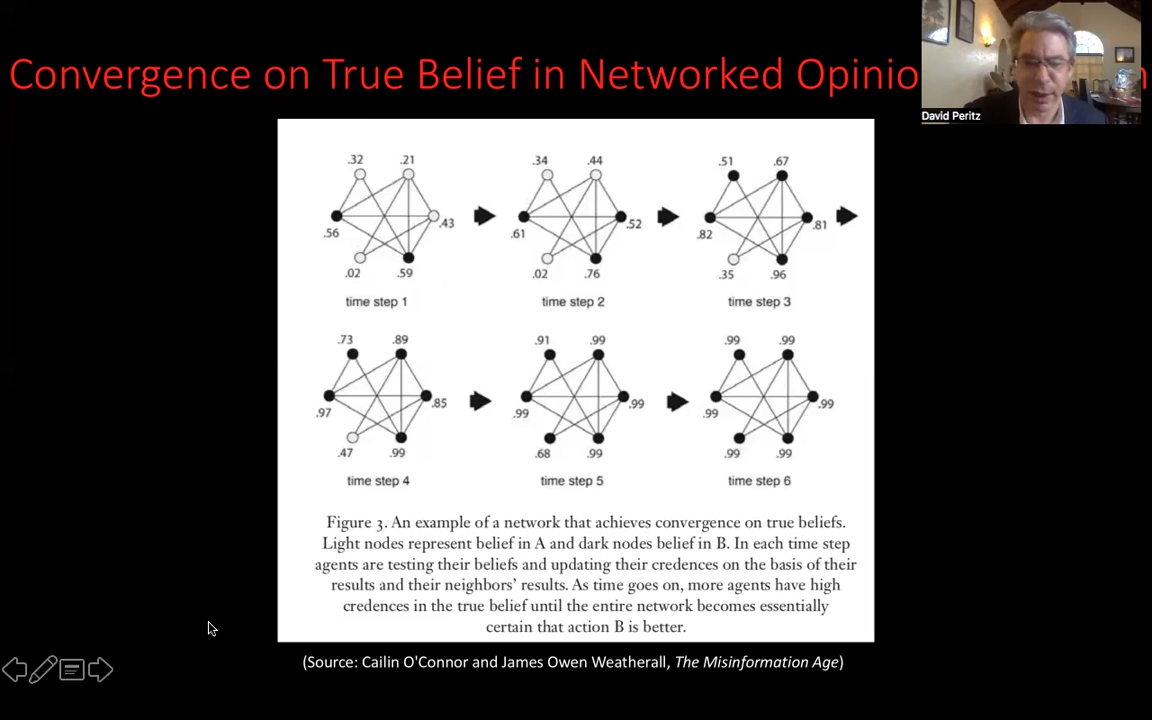 Convergence on True Belief in Networked
David Peritz
.32 .21
.56 .43
.02 .59
time step 1
.34 .44
.61 .52
.02 .76
time step 2
.51 .67
.82 .81
.35 .96
time step 3
.73 .89
.97 .85
.47 .99
time step 4
.91 .99
.99 .99
.68 .99
time step 5
.99 .99
.99 .99
.99 .99
time step 6
Figure 3. An example of a network that achieves convergence on true beliefs.
Light nodes represent belief in A and dark nodes belief in B. In each time step
agents are testing their beliefs and updating their credences on the basis of their
results and their neighbors’ results. As time goes on, more agents have high
credences in the true belief until the entire network becomes essentially
certain that action B is better.
(Source: Cailin O'Connor and James Owen Weatherall, The Misinformation Age)